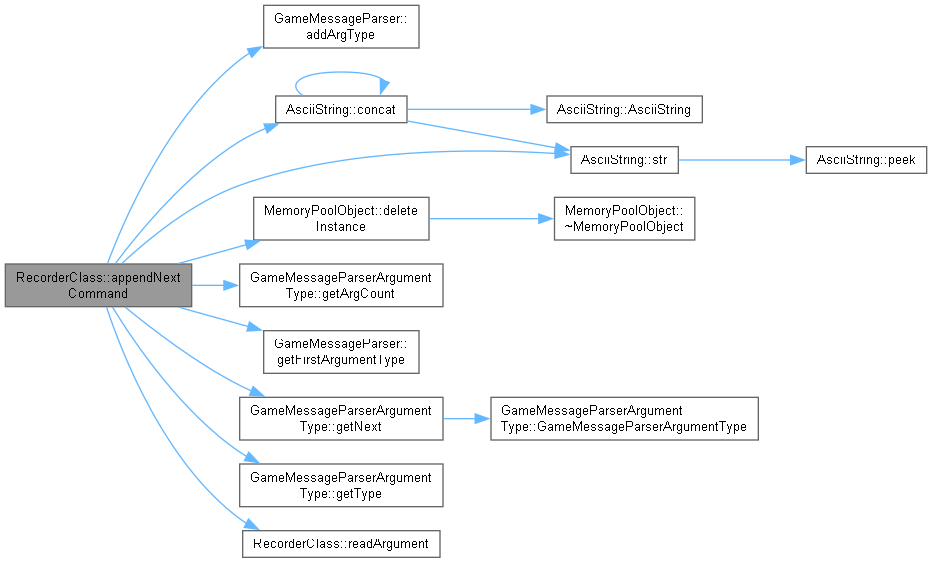 GameMessageParser::
addArgType
AsciiString::concat
AsciiString::AsciiString
AsciiString::str
AsciiString::peek
MemoryPoolObject::delete
Instance
MemoryPoolObject::
~MemoryPoolObject
RecorderClass::appendNext
Command
GameMessageParserArgument
Type::getArgCount
GameMessageParser::
getFirstArgumentType
GameMessageParserArgument
Type::getNext
GameMessageParserArgument
Type::GameMessageParserArgumentType
GameMessageParserArgument
Type::getType
RecorderClass::readArgument